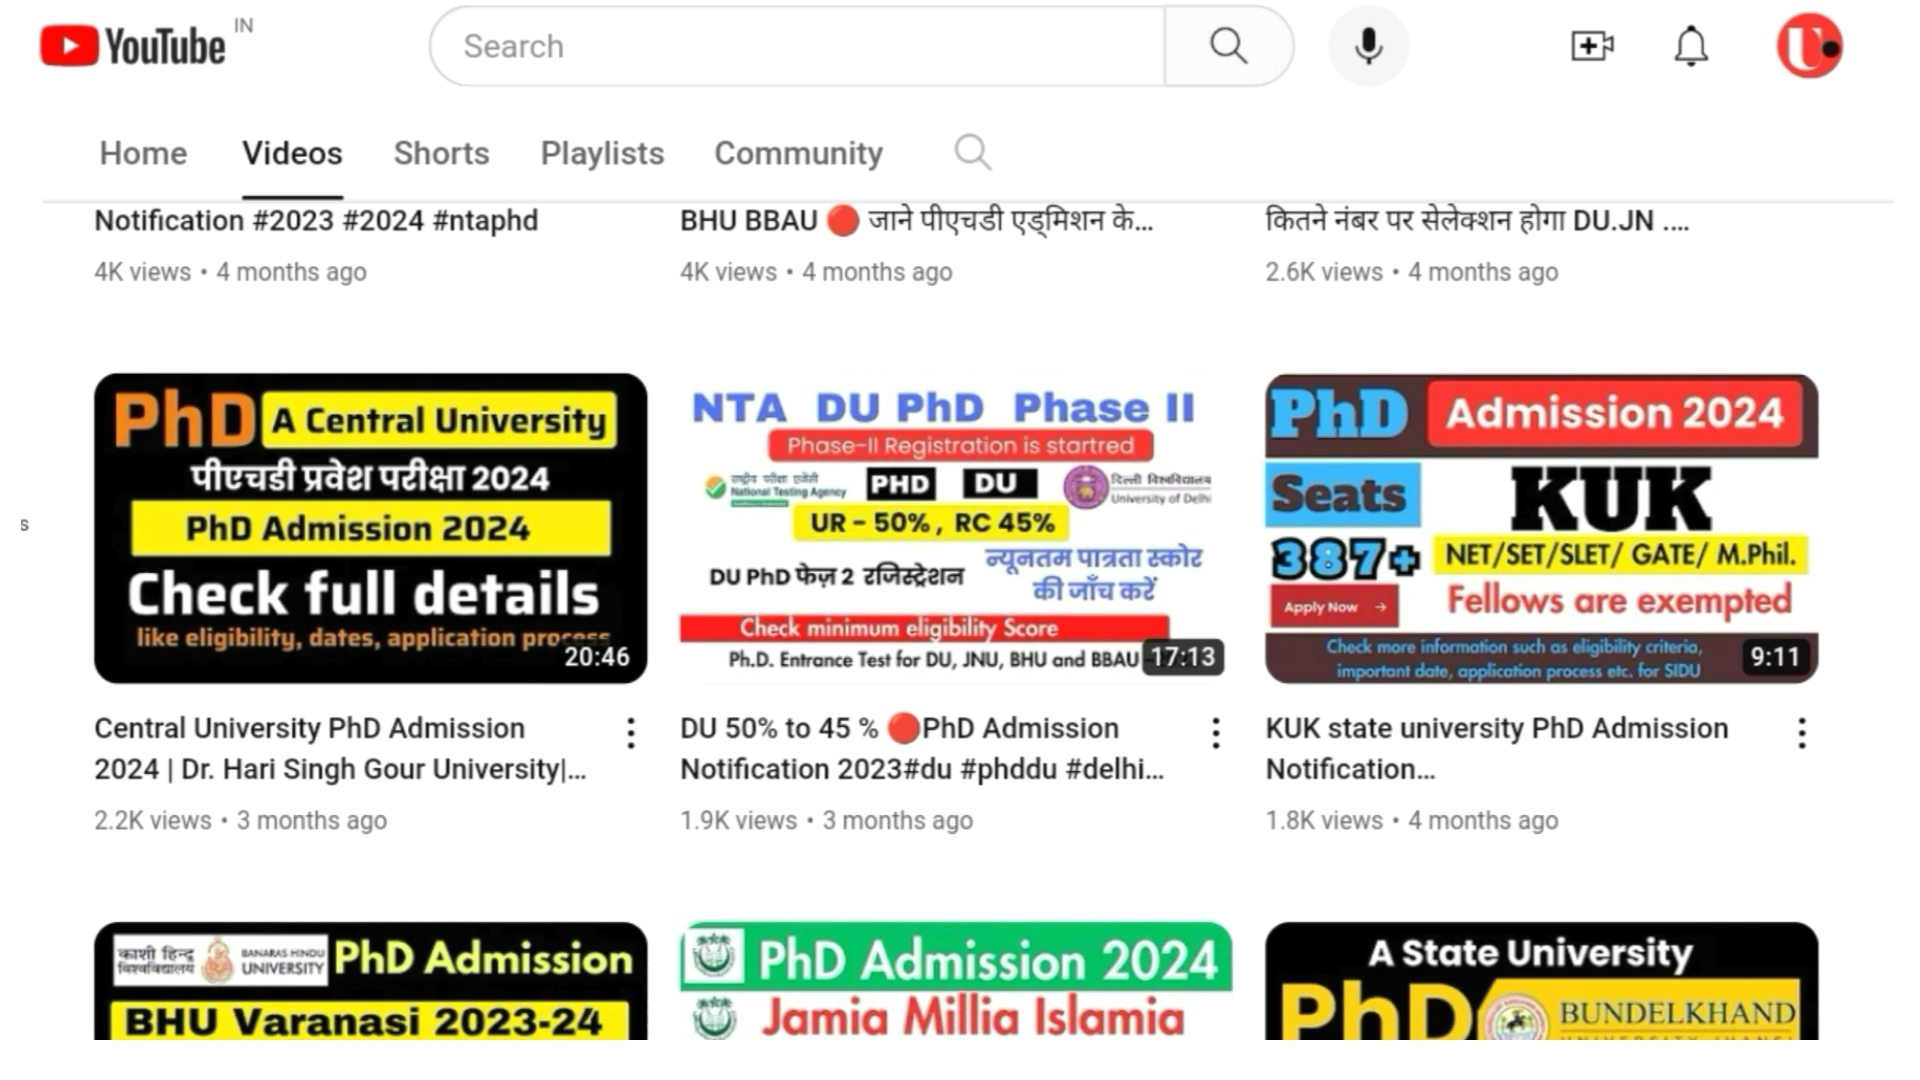 YouTube IN
Search
Home Videos Shorts Playlists Community
Notification #2023 #2024 #ntaphd
4K views • 4 months ago
BHU BBAU 🔴 जाने पीएचडी एड्मिशन के...
4K views • 4 months ago
कितने नंबर पर सेलेक्शन होगा DU.JN ....
2.6K views • 4 months ago
s
PhD A Central University
पीएचडी प्रवेश परीक्षा 2024
PhD Admission 2024
Check full details
like eligibility, dates, application process
20:46
Central University PhD Admission
2024 | Dr. Hari Singh Gour University|...
2.2K views • 3 months ago
NTA DU PhD Phase II
Phase-II Registration is startred
राष्ट्रीय परीक्षा एजेंसी
National Testing Agency
PHD DU
दिल्ली विश्वविद्यालय
University of Delhi
UR - 50% , RC 45%
DU PhD फेज़ 2 रजिस्ट्रेशन
न्यूनतम पात्रता स्कोर
की जाँच करें
Check minimum eligibility Score
Ph.D. Entrance Test for DU, JNU, BHU and BBAU
17:13
DU 50% to 45 % 🔴PhD Admission
Notification 2023#du #phddu #delhi...
1.9K views • 3 months ago
PhD Admission 2024
Seats
387+
Apply Now →
KUK
NET/SET/SLET/ GATE/ M.Phil.
Fellows are exempted
Check more information such as eligibility criteria,
important date, application process etc. for SIDU
9:11
KUK state university PhD Admission
Notification...
1.8K views • 4 months ago
काशी हिन्दू
विश्वविद्यालय
BANARAS HINDU
UNIVERSITY
PhD Admission
BHU Varanasi 2023-24
PhD Admission 2024
Jamia Millia Islamia
A State University
PhD
BUNDELKHAND